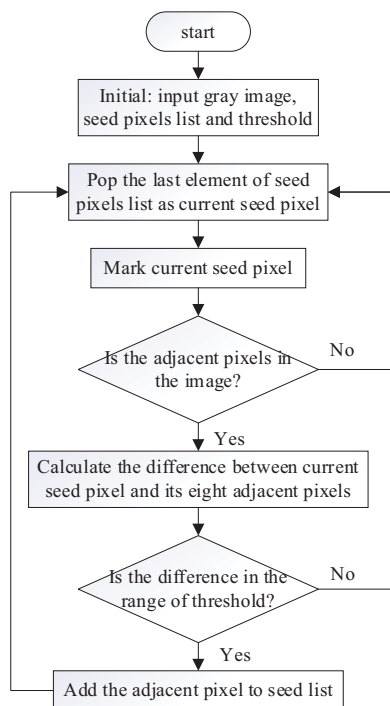 start
Initial: input gray image,
seed pixels list and threshold
Pop the last element of seed
pixels list as current seed pixel
Mark current seed pixel
Is the adjacent pixels in
the image?
No
Yes
Calculate the difference between current
seed pixel and its eight adjacent pixels
Is the difference in the
range of threshold?
No
Yes
Add the adjacent pixel to seed list